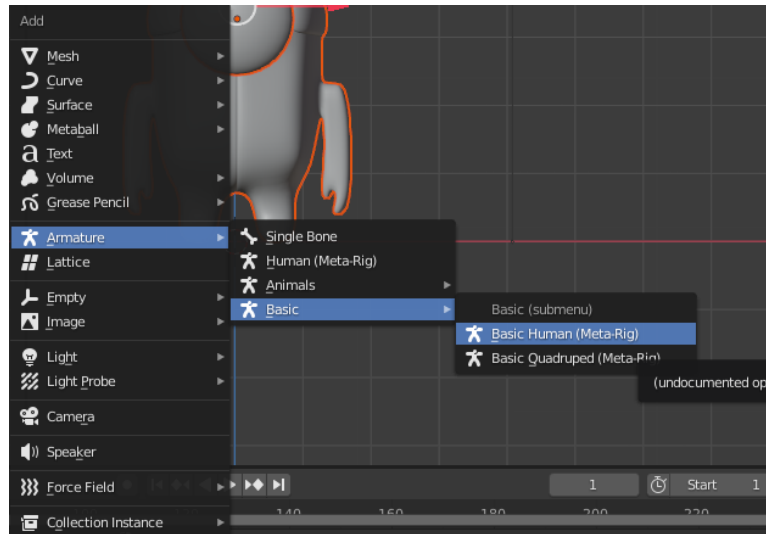 Add
Mesh
Curve
Surface
Metaball
Text
Volume
Grease Pencil
Armature
Lattice
Empty
Image
Light
Light Probe
Camera
Speaker
Force Field
Collection Instance
Single Bone
Human (Meta-Rig)
Animals
Basic
Basic (submenu)
Basic Human (Meta-Rig)
Basic Quadruped (Meta-Rig)
(undocumented op
1
Start 1
140 160 180 200 220